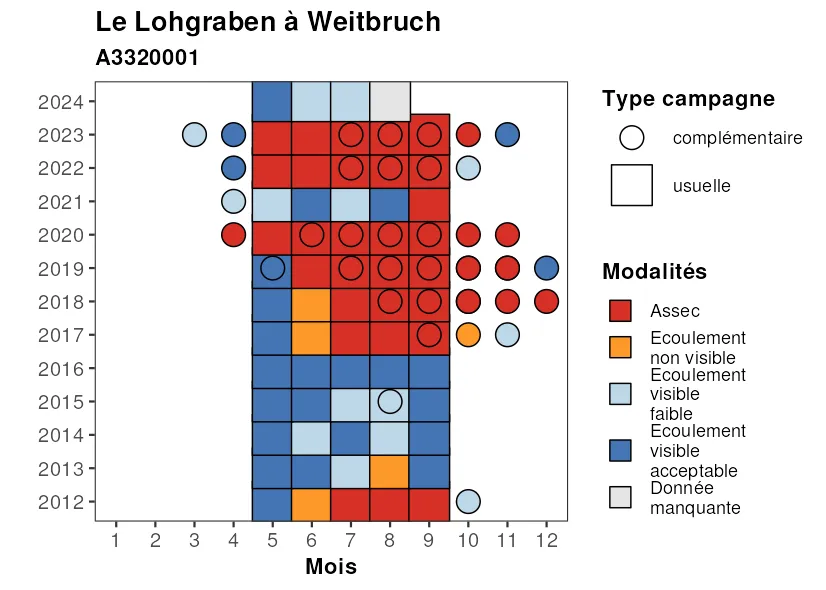 Le Lohgraben à Weitbruch
A3320001
2024
2023
2022
2021
2020
2019
2018
2017
2016
2015
2014
2013
2012
1 2 3 4 5 6 7 8 9 10 11 12
Mois
Type campagne
complémentaire
usuelle
Modalités
Assec
Ecoulement
non visible
Ecoulement
visible
faible
Ecoulement
visible
acceptable
Donnée
manquante